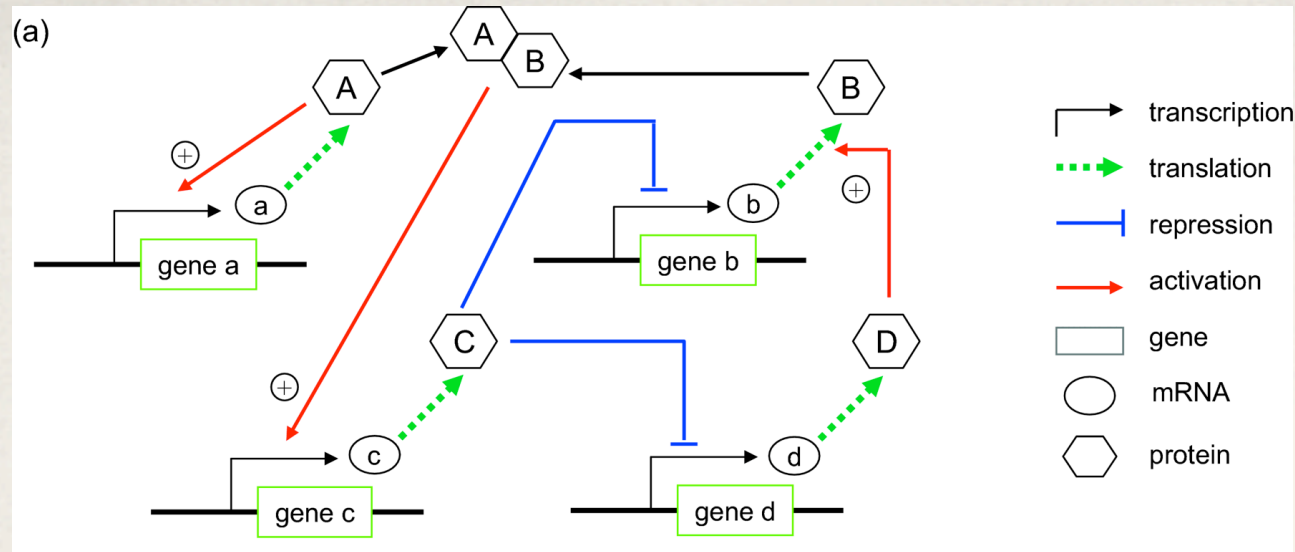 (a)
A
B
A
B
transcription
+
translation
a
+
b
repression
gene a
gene b
activation
C
D
gene
+
mRNA
c
d
protein
gene c
gene d